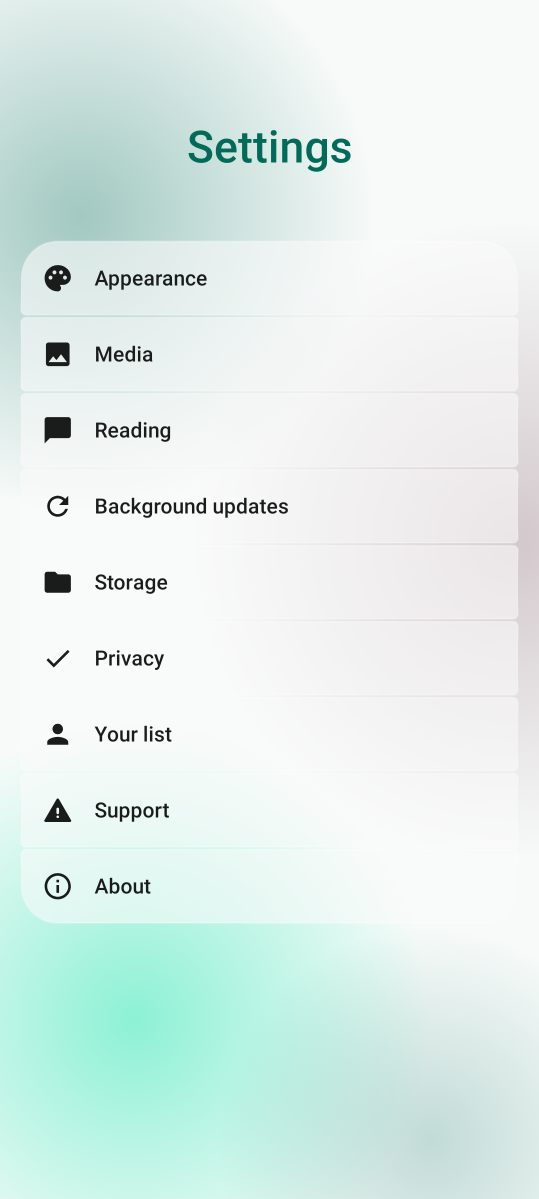 Settings
Appearance
Media
Reading
Background updates
Storage
Privacy
Your list
Support
About